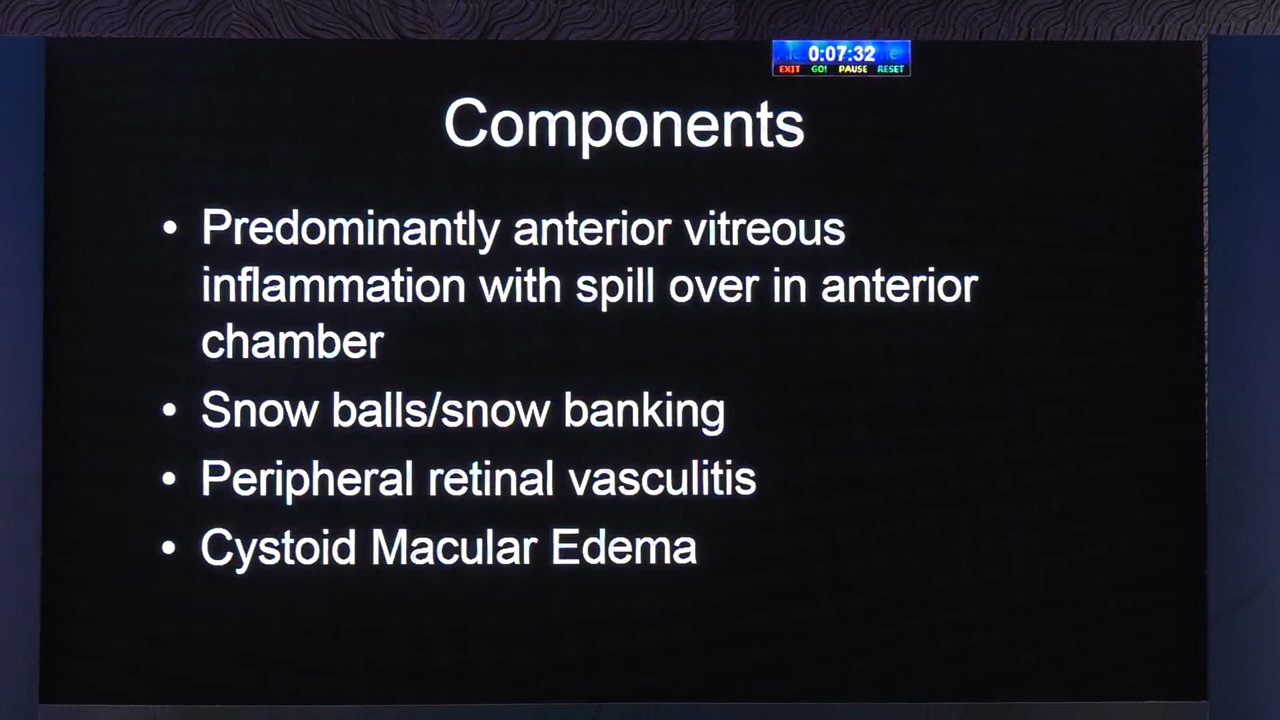 0:07:32
EXIT GO! PAUSE RESET
Components
• Predominantly anterior vitreous
inflammation with spill over in anterior
chamber
• Snow balls/snow banking
• Peripheral retinal vasculitis
• Cystoid Macular Edema